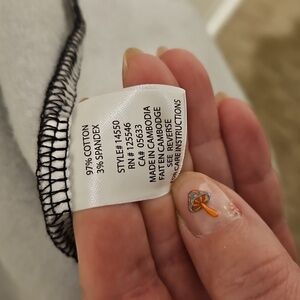 97% COTTON
3% SPANDEX
STYLE# 14550
RN # 125546
CA# 05633
MADE IN CAMBODIA
FAIT EN CAMBODGE
SEE REVERSE
CARE INSTRUCTIONS